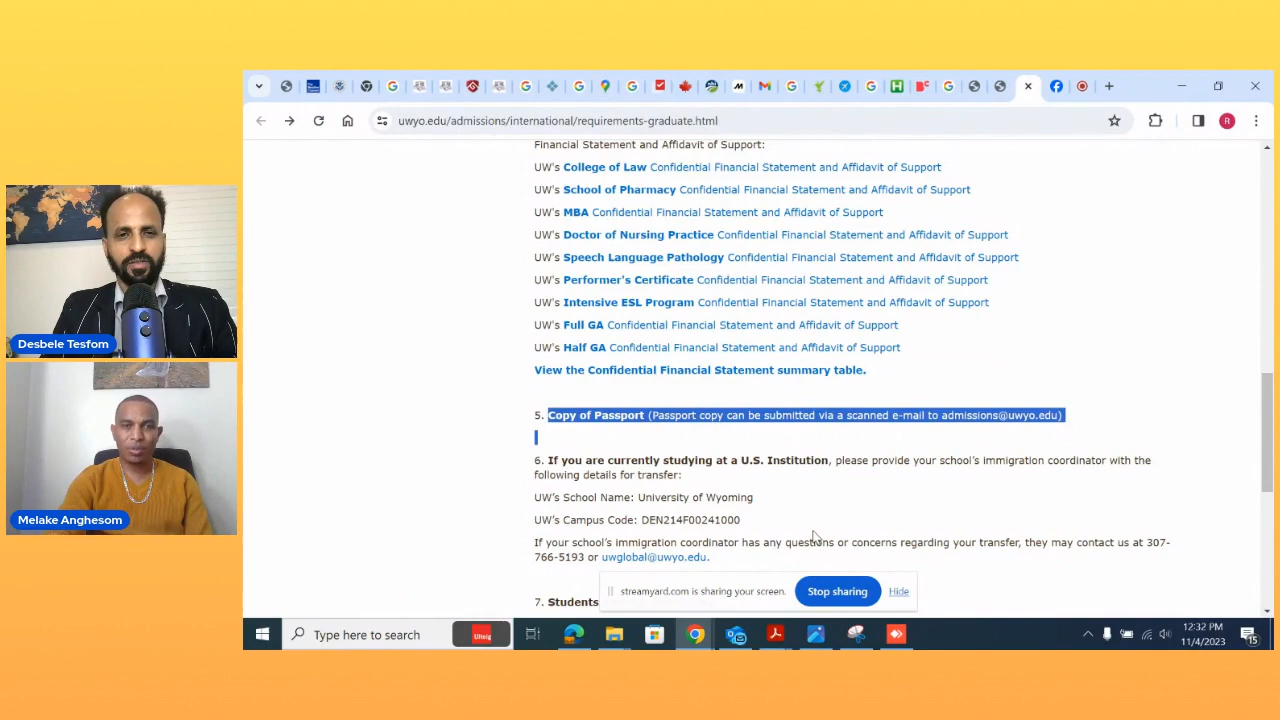 uwyo.edu/admissions/international/requirements-graduate.html
Financial Statement and Affidavit of Support:
UW's College of Law Confidential Financial Statement and Affidavit of Support
UW's School of Pharmacy Confidential Financial Statement and Affidavit of Support
UW's MBA Confidential Financial Statement and Affidavit of Support
UW's Doctor of Nursing Practice Confidential Financial Statement and Affidavit of Support
UW's Speech Language Pathology Confidential Financial Statement and Affidavit of Support
UW's Performer's Certificate Confidential Financial Statement and Affidavit of Support
UW's Intensive ESL Program Confidential Financial Statement and Affidavit of Support
UW's Full GA Confidential Financial Statement and Affidavit of Support
UW's Half GA Confidential Financial Statement and Affidavit of Support
View the Confidential Financial Statement summary table.
5. Copy of Passport (Passport copy can be submitted via a scanned e-mail to admissions@uwyo.edu)
6. If you are currently studying at a U.S. Institution, please provide your school's immigration coordinator with the
following details for transfer:
UW's School Name: University of Wyoming
UW's Campus Code: DEN214F00241000
If your school's immigration coordinator has any questions or concerns regarding your transfer, they may contact us at 307-
766-5193 or uwglobal@uwyo.edu.
7. Students
streamyard.com is sharing your screen.
Stop sharing
Hide
Desbele Tesfom
Melake Anghesom
Type here to search
Uiteig
12:32 PM
11/4/2023
15
R